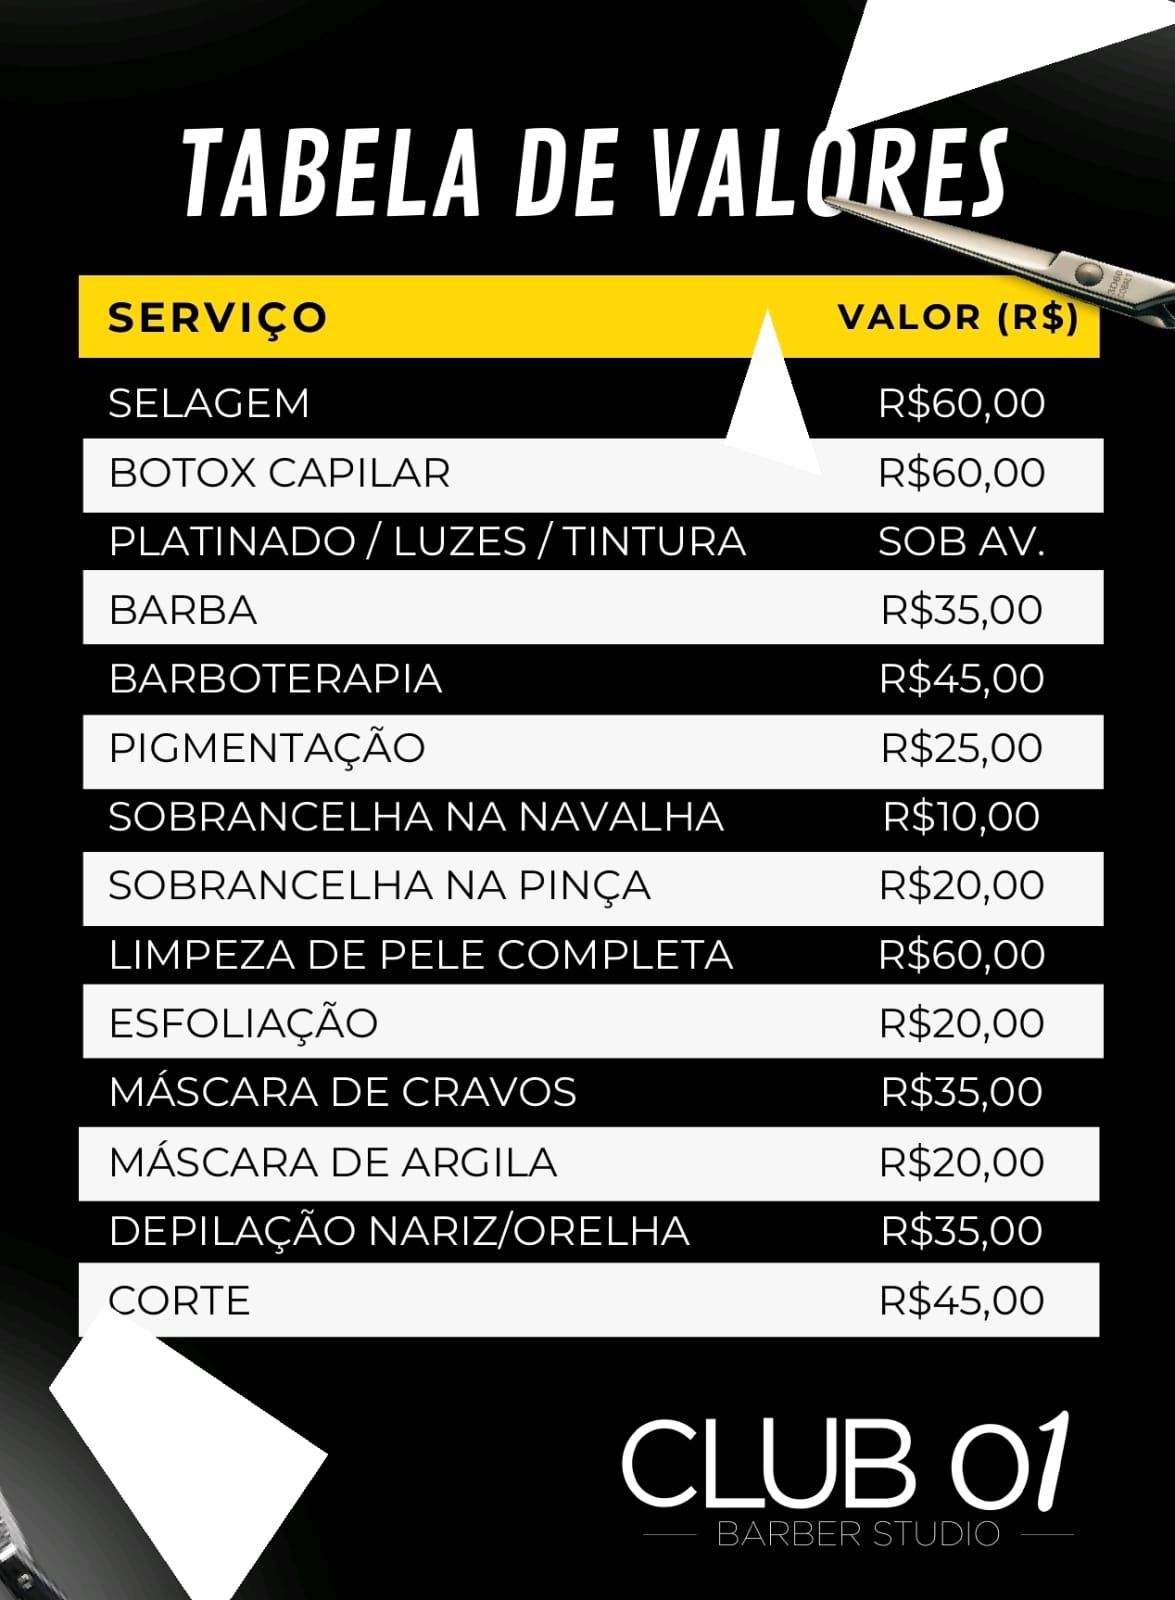 TABELA DE VALORES
SERVIÇO VALOR (R$)
SELAGEM R$60,00
BOTOX CAPILAR R$60,00
PLATINADO / LUZES / TINTURA SOB AV.
BARBA R$35,00
BARBOTERAPIA R$45,00
PIGMENTAÇÃO R$25,00
SOBRANCELHA NA NAVALHA R$10,00
SOBRANCELHA NA PINÇA R$20,00
LIMPEZA DE PELE COMPLETA R$60,00
ESFOLIAÇÃO R$20,00
MÁSCARA DE CRAVOS R$35,00
MÁSCARA DE ARGILA R$20,00
DEPILAÇÃO NARIZ/ORELHA R$35,00
CORTE R$45,00
CLUB 01
BARBER STUDIO